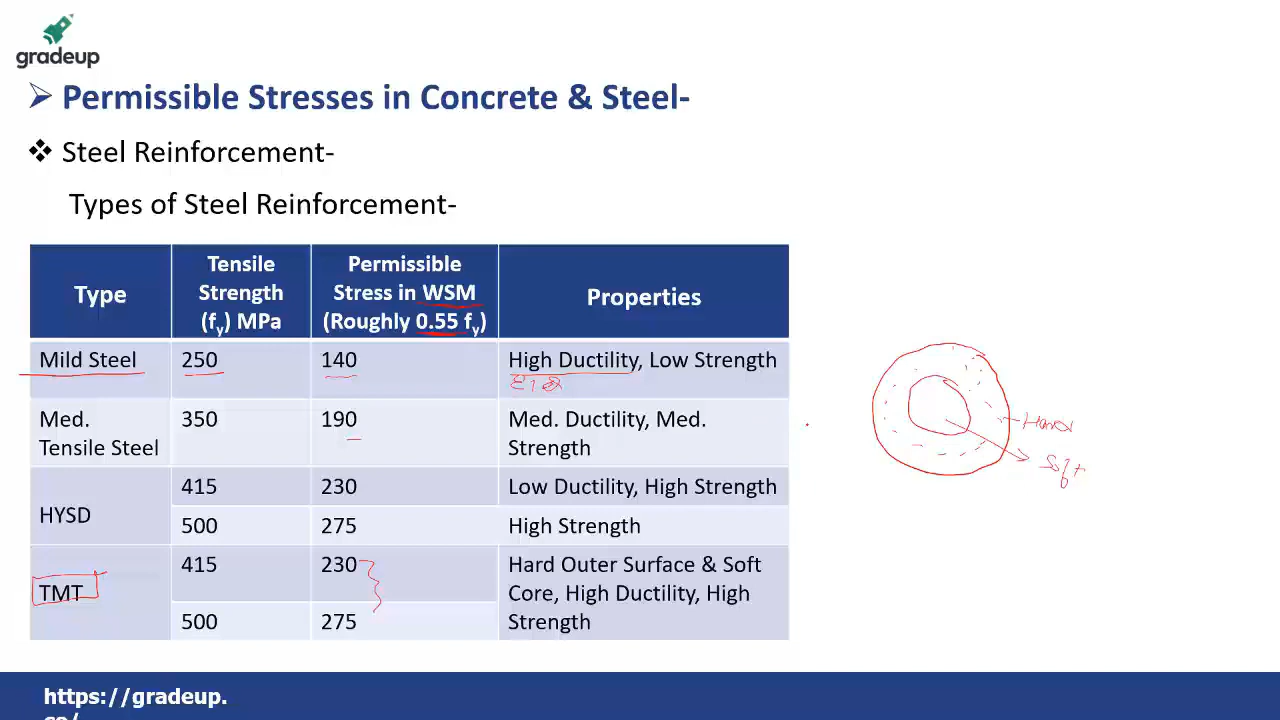 gradeup
➢ Permissible Stresses in Concrete & Steel-
❖ Steel Reinforcement-
Types of Steel Reinforcement-
Type
Tensile
Strength
(fy) MPa
Permissible
Stress in WSM
(Roughly 0.55 fy)
Properties
Mild Steel 250 140 High Ductility, Low Strength
Med.
Tensile Steel
350 190
Med. Ductility, Med.
Strength
HYSD
415 230 Low Ductility, High Strength
500 275 High Strength
TMT
415 230
Hard Outer Surface & Soft
Core, High Ductility, High
Strength
500 275
Hard
Soft
https://gradeup.
co/